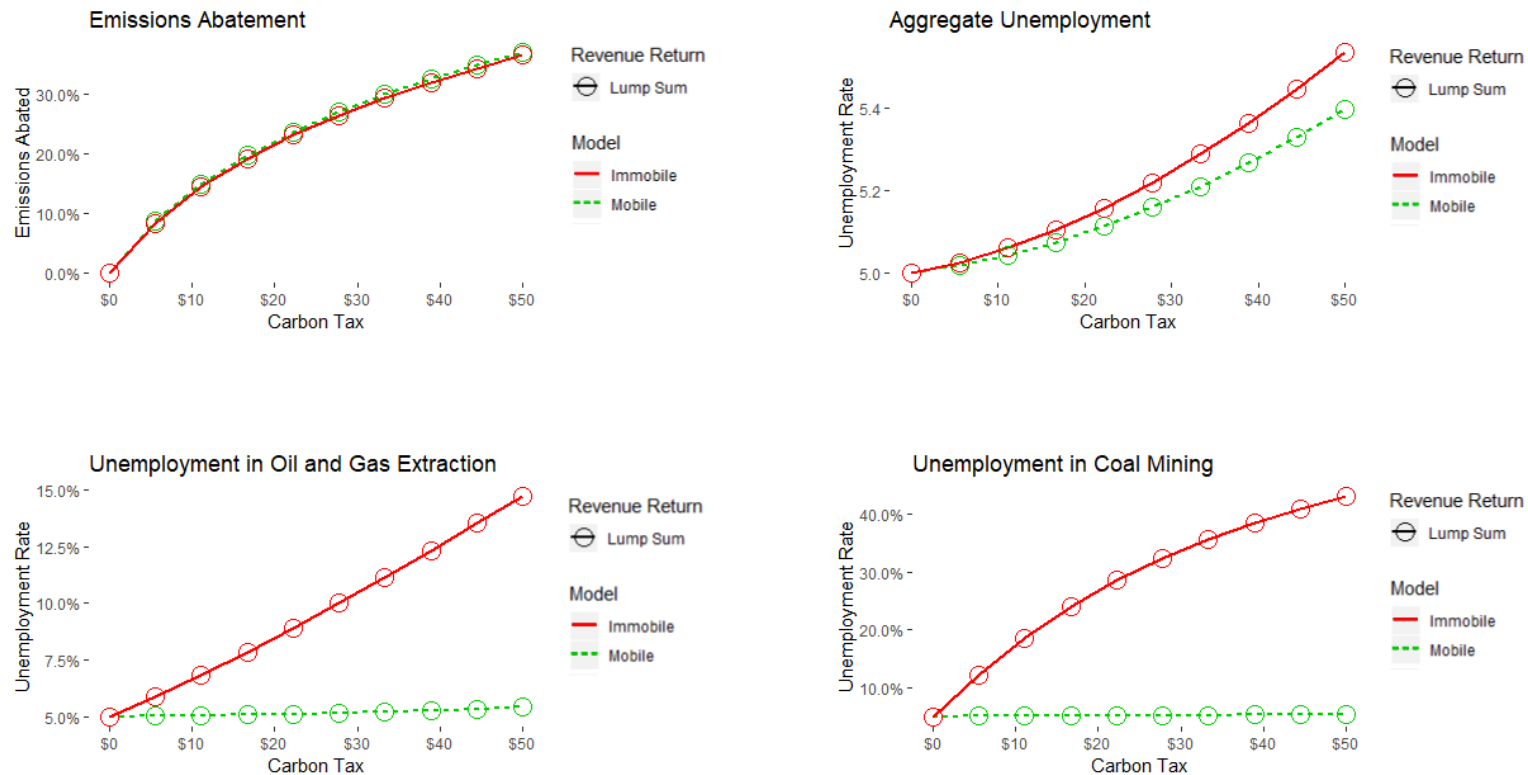 Emissions Abatement
Emissions Abated
30.0%
20.0%
10.0%
0.0%
$0 $10 $20 $30 $40 $50
Carbon Tax
Revenue Return
Lump Sum
Model
Immobile
Mobile
Aggregate Unemployment
Unemployment Rate
5.4
5.2
5.0
$0 $10 $20 $30 $40 $50
Carbon Tax
Revenue Return
Lump Sum
Model
Immobile
Mobile
Unemployment in Oil and Gas Extraction
Unemployment Rate
15.0%
12.5%
10.0%
7.5%
5.0%
$0 $10 $20 $30 $40 $50
Carbon Tax
Revenue Return
Lump Sum
Model
Immobile
Mobile
Unemployment in Coal Mining
Unemployment Rate
40.0%
30.0%
20.0%
10.0%
$0 $10 $20 $30 $40 $50
Carbon Tax
Revenue Return
Lump Sum
Model
Immobile
Mobile